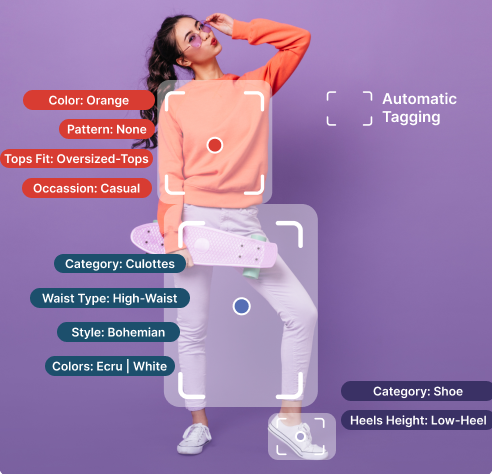 Color: Orange
Pattern: None
Tops Fit: Oversized-Tops
Occassion: Casual
Automatic
Tagging
Category: Culottes
Waist Type: High-Waist
Style: Bohemian
Colors: Ecru | White
Category: Shoe
Heels Height: Low-Heel